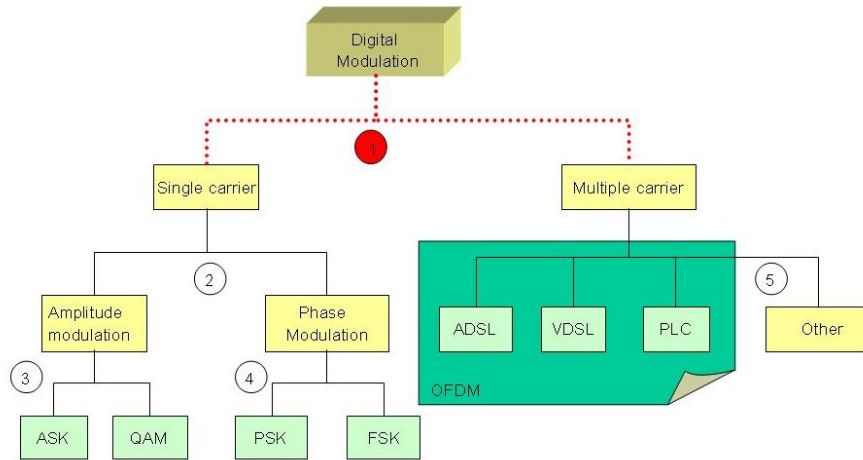 Digital
Modulation
1
Single carrier
Multiple carrier
2
5
Amplitude
modulation
Phase
Modulation
ADSL
VDSL
PLC
Other
3
4
OFDM
ASK
QAM
PSK
FSK